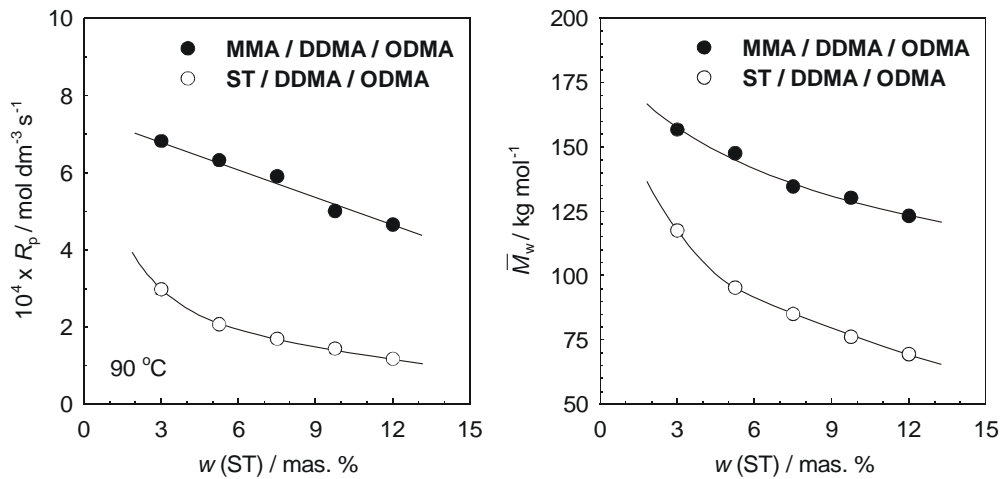 10⁴ x Rp / mol dm⁻³ s⁻¹
10
8
6
4
2
0
MMA / DDMA / ODMA
ST / DDMA / ODMA
90 °C
0 3 6 9 12 15
w (ST) / mas. %
M̅w / kg mol⁻¹
200
175
150
125
100
75
50
MMA / DDMA / ODMA
ST / DDMA / ODMA
0 3 6 9 12 15
w (ST) / mas. %